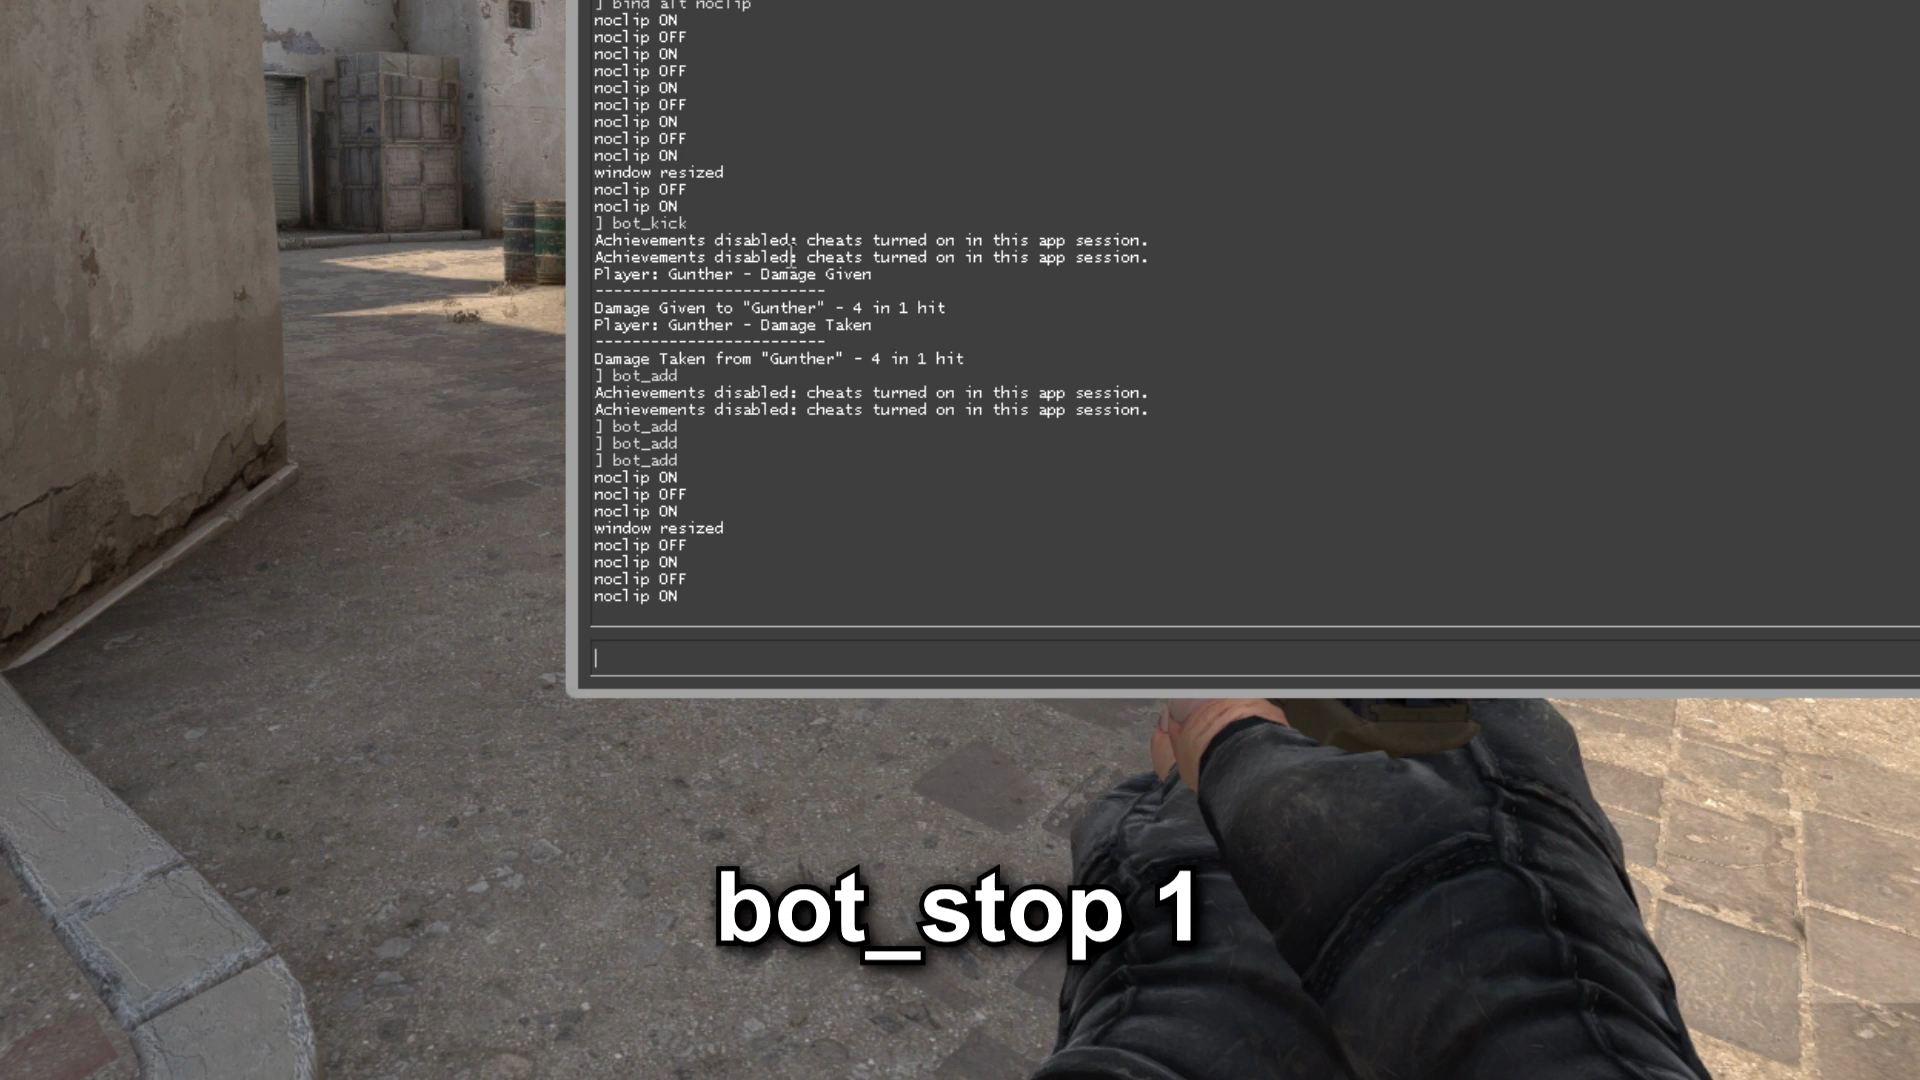 ] bind alt noclip
noclip ON
noclip OFF
noclip ON
noclip OFF
noclip ON
noclip OFF
noclip ON
noclip OFF
noclip ON
window resized
noclip OFF
noclip ON
] bot_kick
Achievements disabled: cheats turned on in this app session.
Achievements disabled: cheats turned on in this app session.
Player: Gunther - Damage Given
-------------------------
Damage Given to "Gunther" - 4 in 1 hit
Player: Gunther - Damage Taken
-------------------------
Damage Taken from "Gunther" - 4 in 1 hit
] bot_add
Achievements disabled: cheats turned on in this app session.
Achievements disabled: cheats turned on in this app session.
] bot_add
] bot_add
] bot_add
noclip ON
noclip OFF
noclip ON
window resized
noclip OFF
noclip ON
noclip OFF
noclip ON
bot_stop 1